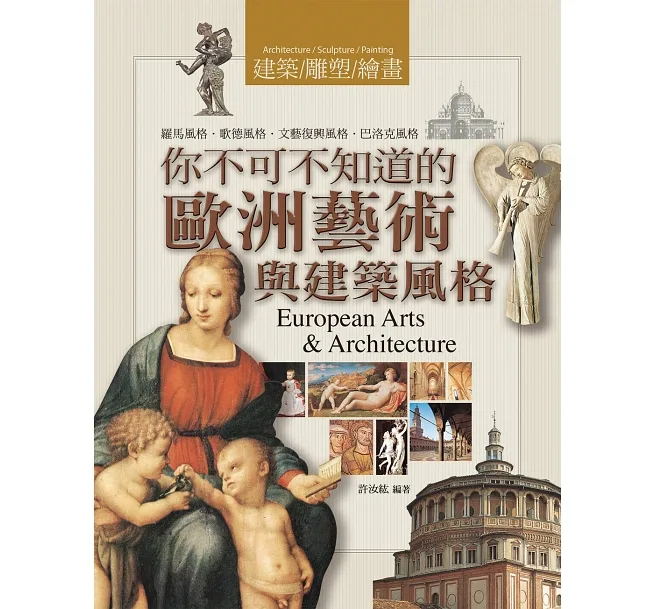 Architecture / Sculpture / Painting
建築/雕塑/繪畫
羅馬風格・歌德風格・文藝復興風格・巴洛克風格
你不可不知道的
歐洲藝術
與建築風格
European Arts
& Architecture
許汝紘 編著